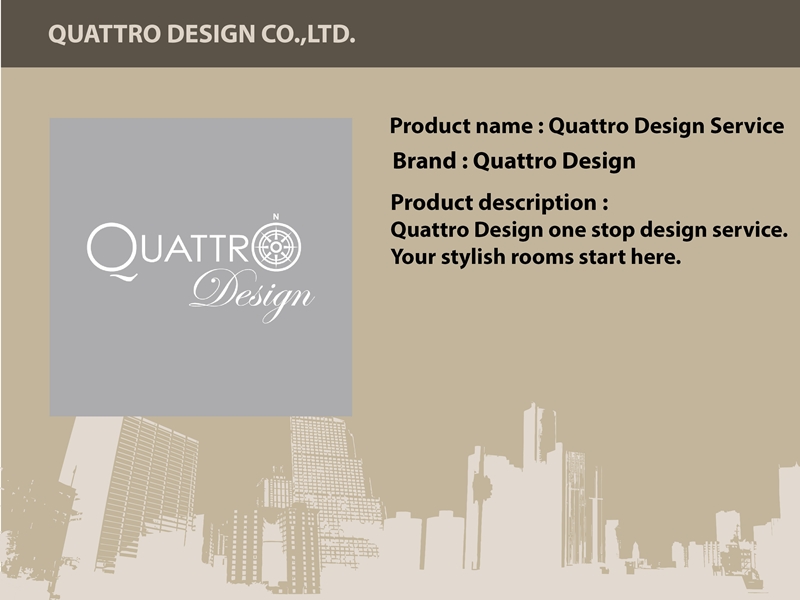 QUATTRO DESIGN CO.,LTD.
Product name : Quattro Design Service
Brand : Quattro Design
Product description :
Quattro Design one stop design service.
Your stylish rooms start here.
N
QUATTRO
Design